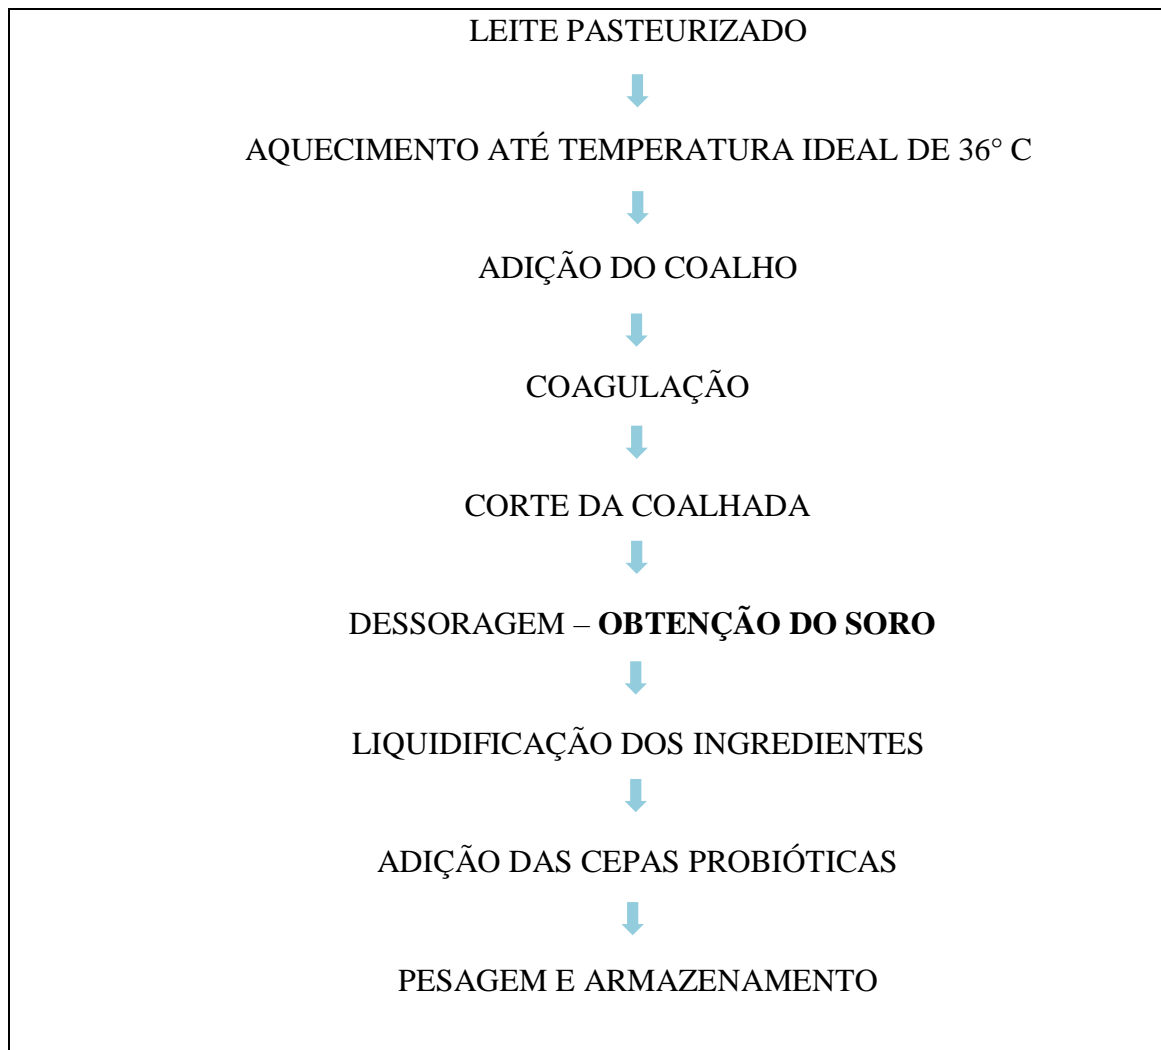 LEITE PASTEURIZADO
AQUECIMENTO ATÉ TEMPERATURA IDEAL DE 36° C
ADIÇÃO DO COALHO
COAGULAÇÃO
CORTE DA COALHADA
DESSORAGEM – OBTENÇÃO DO SORO
LIQUIDIFICAÇÃO DOS INGREDIENTES
ADIÇÃO DAS CEPAS PROBIÓTICAS
PESAGEM E ARMAZENAMENTO